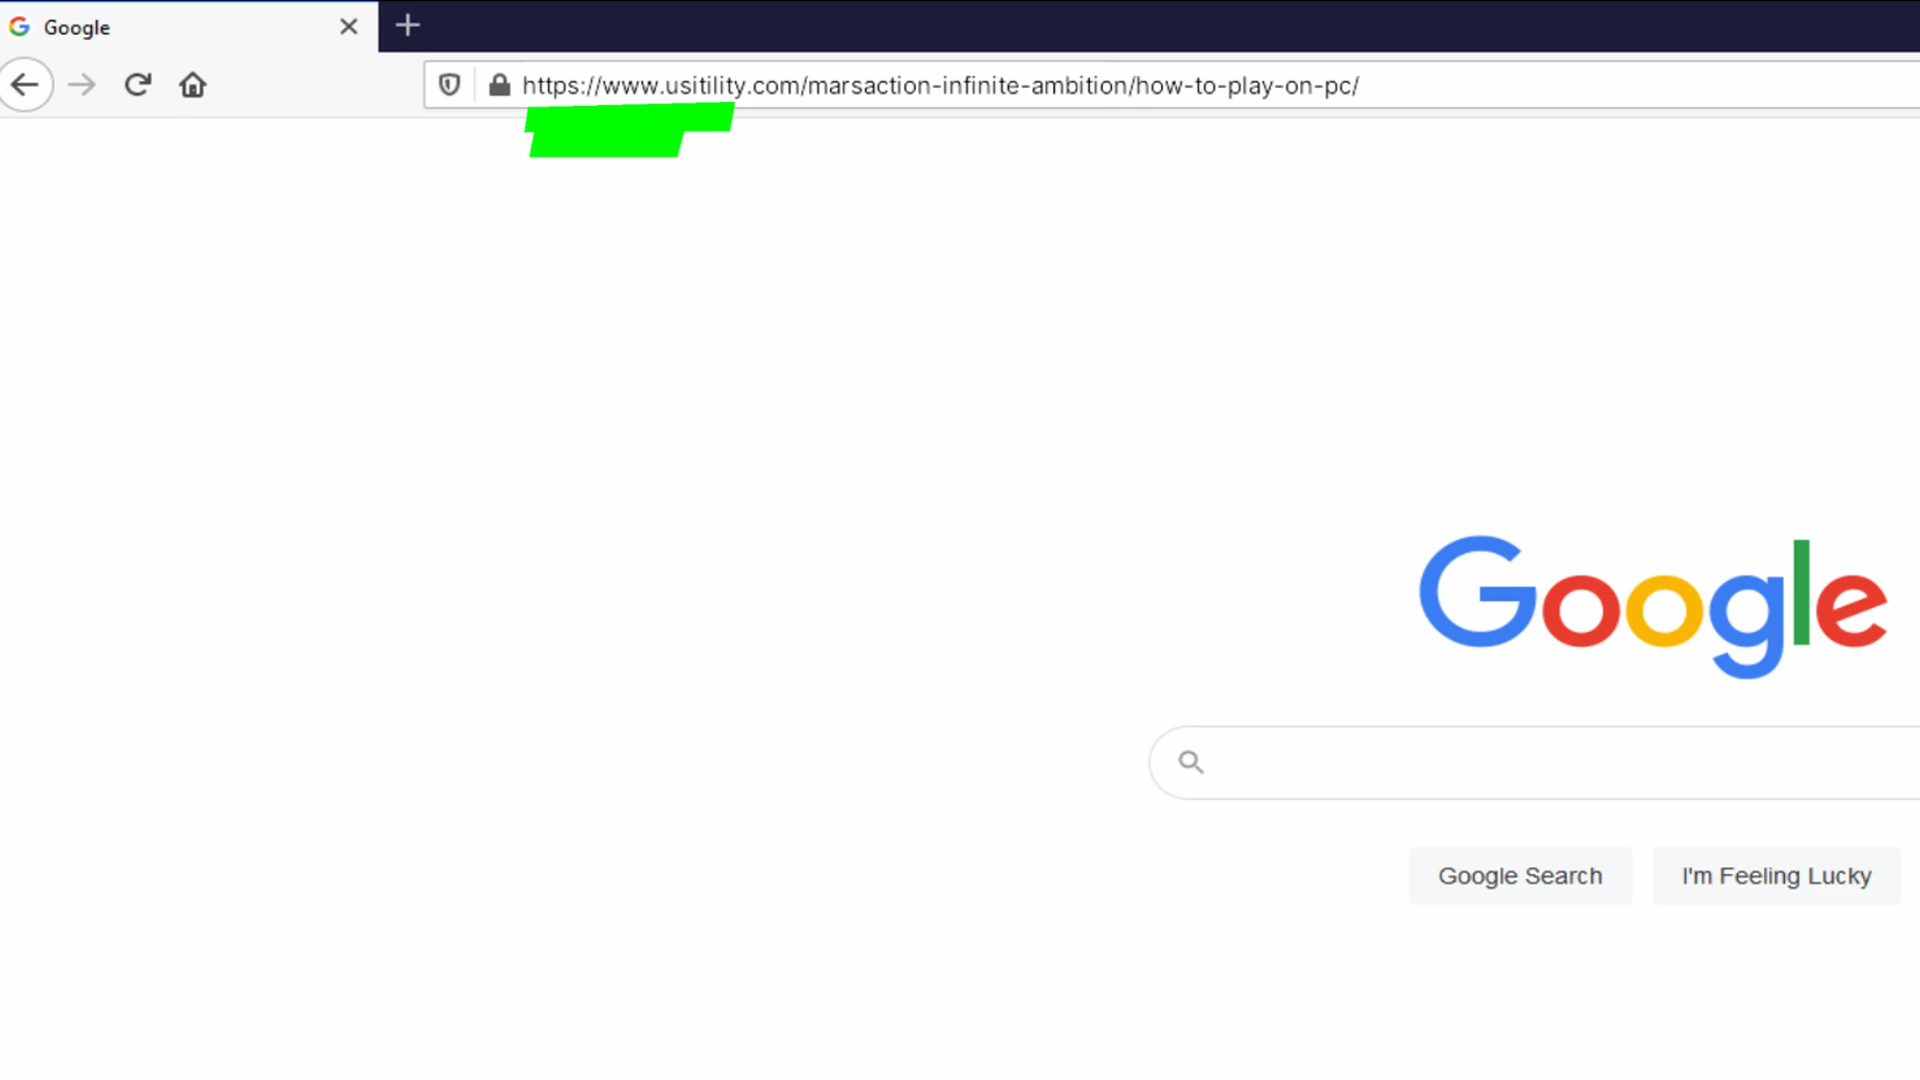 Google
https://www.usitility.com/marsaction-infinite-ambition/how-to-play-on-pc/
Google
Google Search
I'm Feeling Lucky